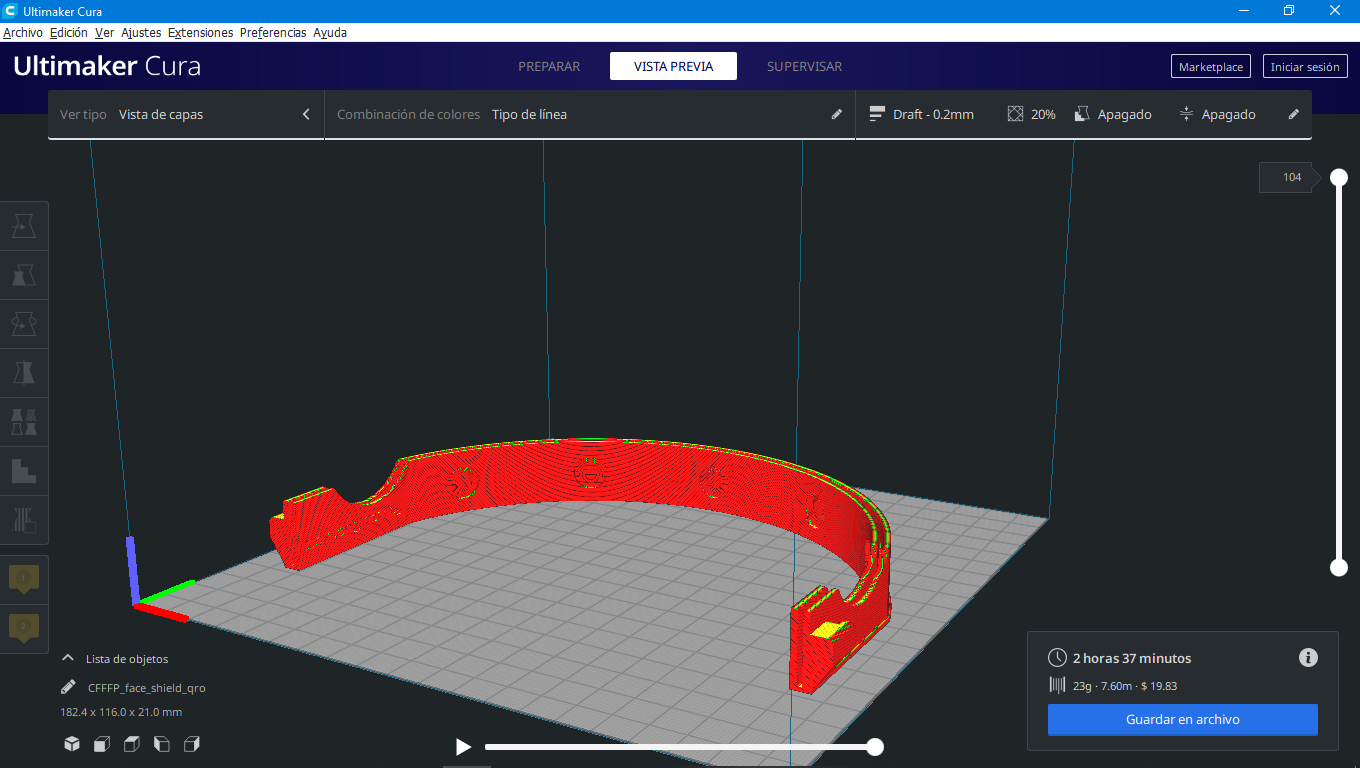 Ultimaker Cura
Archivo Edición Ver Ajustes Extensiones Preferencias Ayuda
Ultimaker Cura
PREPARAR
VISTA PREVIA
SUPERVISAR
Marketplace
Iniciar sesión
Ver tipo Vista de capas
Combinación de colores Tipo de línea
Draft - 0.2mm
20%
Apagado
Apagado
104
1
2
Lista de objetos
CFFFP_face_shield_qro
182.4 x 116.0 x 21.0 mm
2 horas 37 minutos
23g · 7.60m · $ 19.83
Guardar en archivo